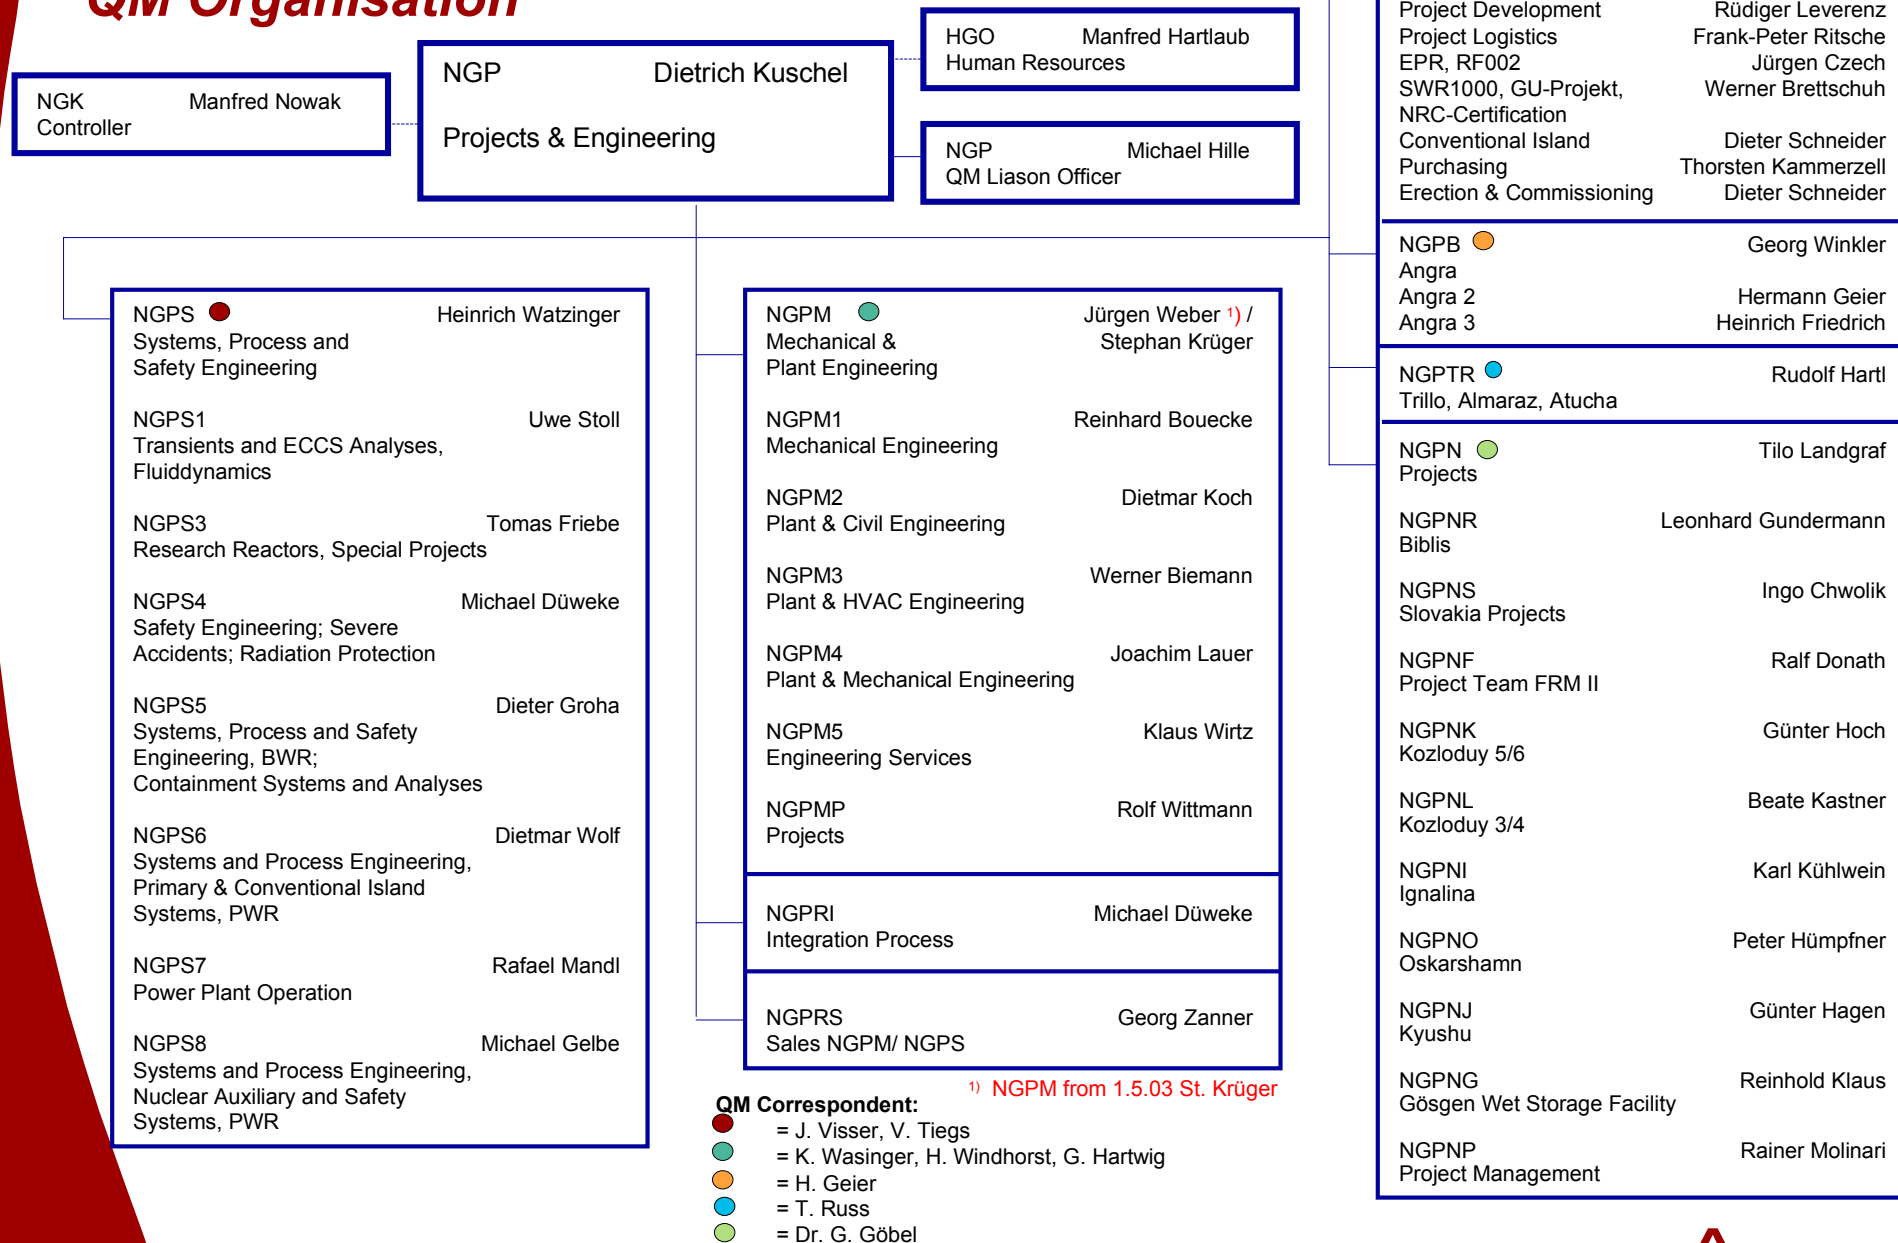 QM Organisation
NGK Manfred Nowak
Controller
NGP Dietrich Kuschel
Projects & Engineering
HGO Manfred Hartlaub
Human Resources
NGP Michael Hille
QM Liason Officer
NGPS Heinrich Watzinger
Systems, Process and
Safety Engineering
NGPS1 Uwe Stoll
Transients and ECCS Analyses,
Fluiddynamics
NGPS3 Tomas Friebe
Research Reactors, Special Projects
NGPS4 Michael Düweke
Safety Engineering; Severe
Accidents; Radiation Protection
NGPS5 Dieter Groha
Systems, Process and Safety
Engineering, BWR;
Containment Systems and Analyses
NGPS6 Dietmar Wolf
Systems and Process Engineering,
Primary & Conventional Island
Systems, PWR
NGPS7 Rafael Mandl
Power Plant Operation
NGPS8 Michael Gelbe
Systems and Process Engineering,
Nuclear Auxiliary and Safety
Systems, PWR
NGPM Jürgen Weber 1) /
Mechanical & Stephan Krüger
Plant Engineering
NGPM1 Reinhard Bouecke
Mechanical Engineering
NGPM2 Dietmar Koch
Plant & Civil Engineering
NGPM3 Werner Biemann
Plant & HVAC Engineering
NGPM4 Joachim Lauer
Plant & Mechanical Engineering
NGPM5 Klaus Wirtz
Engineering Services
NGPMP Rolf Wittmann
Projects
NGPRI Michael Düweke
Integration Process
NGPRS Georg Zanner
Sales NGPM/ NGPS
1) NGPM from 1.5.03 St. Krüger
QM Correspondent:
= J. Visser, V. Tiegs
= K. Wasinger, H. Windhorst, G. Hartwig
= H. Geier
= T. Russ
= Dr. G. Göbel
Project Development Rüdiger Leverenz
Project Logistics Frank-Peter Ritsche
EPR, RF002 Jürgen Czech
SWR1000, GU-Projekt, Werner Brettschuh
NRC-Certification
Conventional Island Dieter Schneider
Purchasing Thorsten Kammerzell
Erection & Commissioning Dieter Schneider
NGPB Georg Winkler
Angra
Angra 2 Hermann Geier
Angra 3 Heinrich Friedrich
NGPTR Rudolf Hartl
Trillo, Almaraz, Atucha
NGPN Tilo Landgraf
Projects
NGPNR Leonhard Gundermann
Biblis
NGPNS Ingo Chwolik
Slovakia Projects
NGPNF Ralf Donath
Project Team FRM II
NGPNK Günter Hoch
Kozloduy 5/6
NGPNL Beate Kastner
Kozloduy 3/4
NGPNI Karl Kühlwein
Ignalina
NGPNO Peter Hümpfner
Oskarshamn
NGPNJ Günter Hagen
Kyushu
NGPNG Reinhold Klaus
Gösgen Wet Storage Facility
NGPNP Rainer Molinari
Project Management